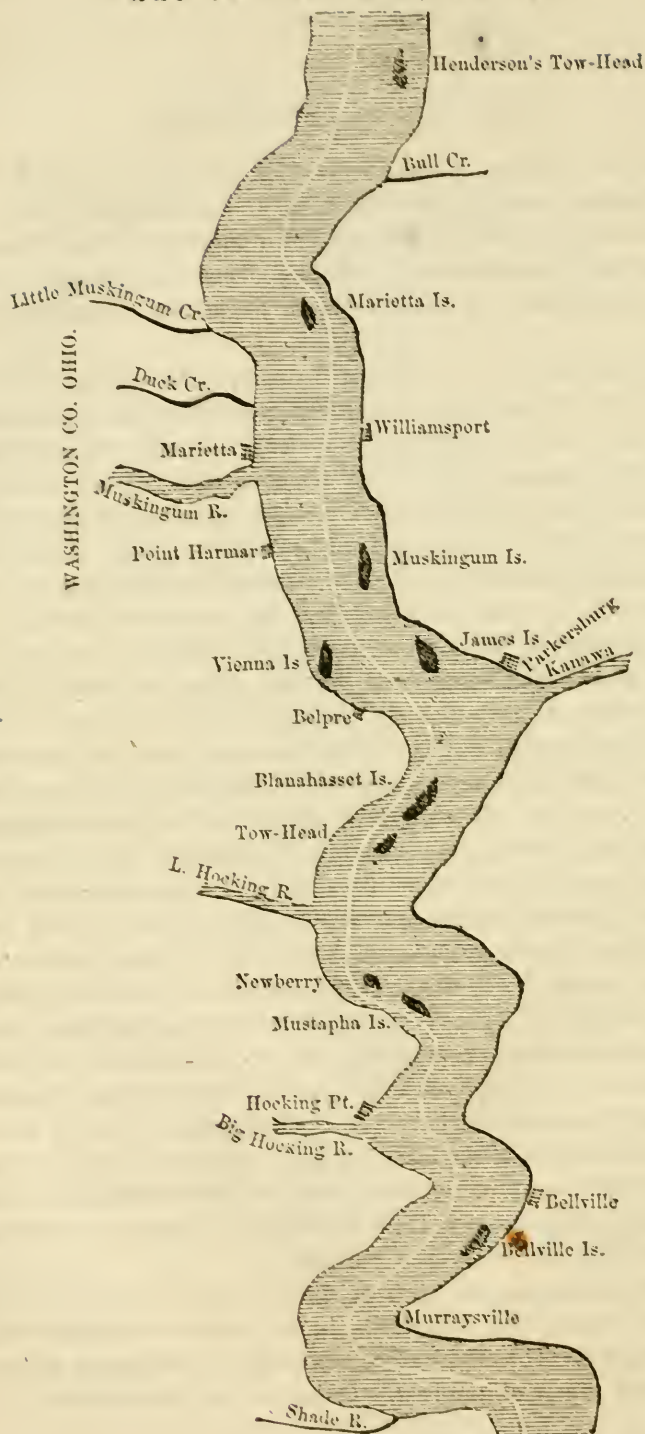 Henderson's Tow-Head
Bull Cr.
Little Muskingum Cr.
Marietta Is.
WASHINGTON CO. OHIO.
Duck Cr.
Williamsport
Marietta
Muskingum R.
Point Harmar
Muskingum Is.
James Is
Parkersburg
Kanawa
Vienna Is
Belpre
Blanahasset Is.
Tow-Head
L. Hocking R.
Newberry
Mustapha Is.
Hocking Pt.
Big Hocking R.
Bellville
Bellville Is.
Murraysville
Shade R.